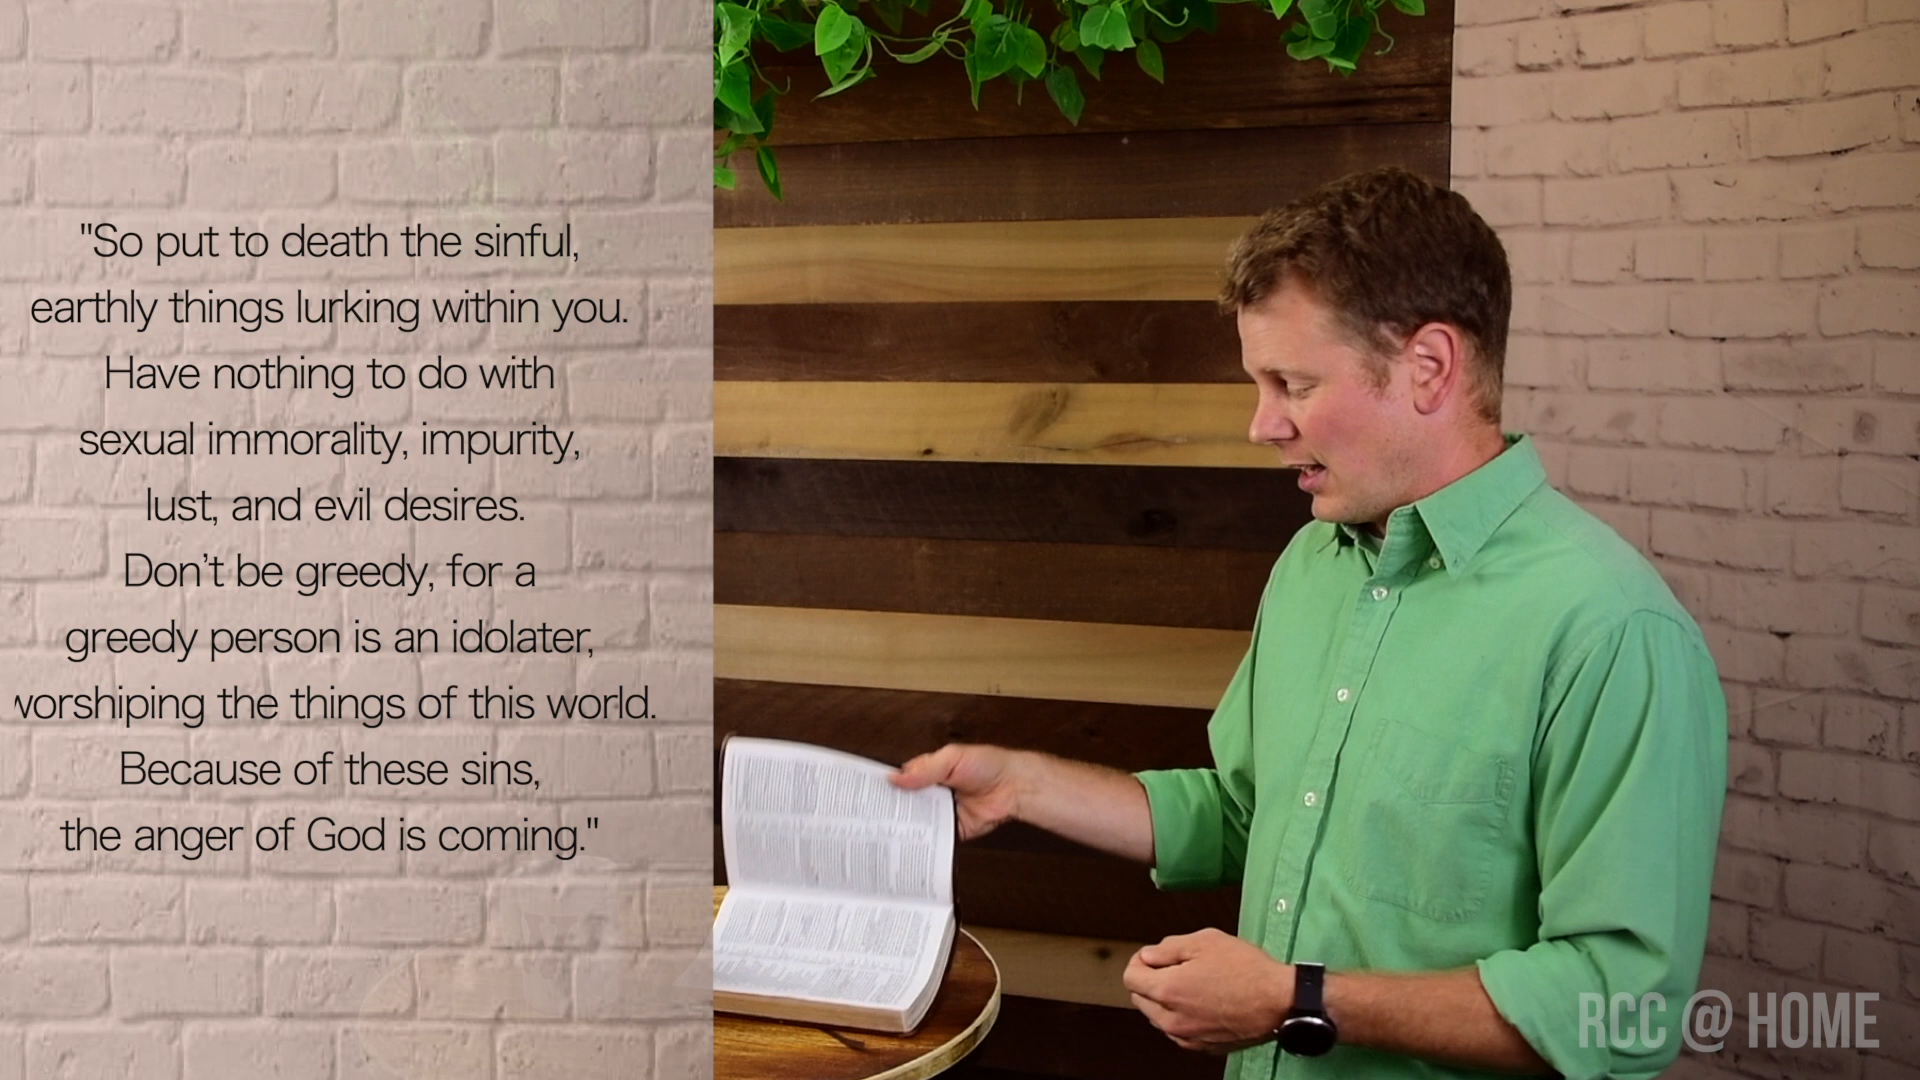 "So put to death the sinful,
earthly things lurking within you.
Have nothing to do with
sexual immorality, impurity,
lust, and evil desires.
Don’t be greedy, for a
greedy person is an idolater,
worshiping the things of this world.
Because of these sins,
the anger of God is coming."
RCC @ HOME